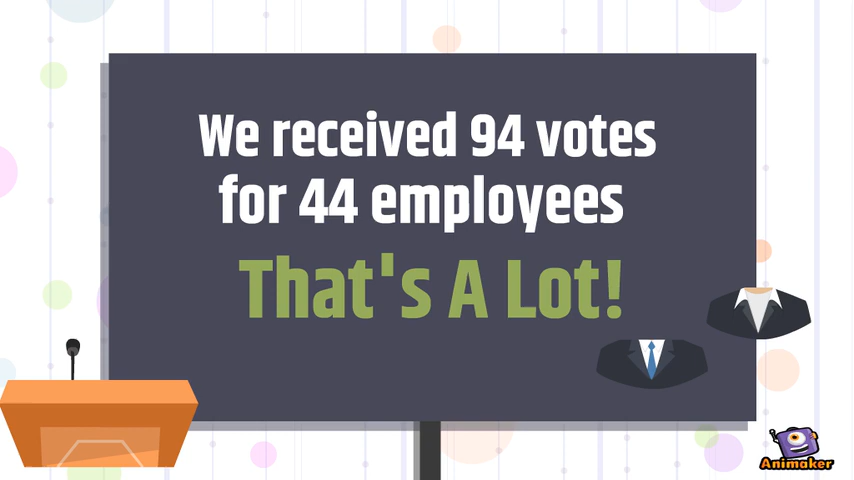 We received 94 votes
for 44 employees
That's A Lot!
Animaker